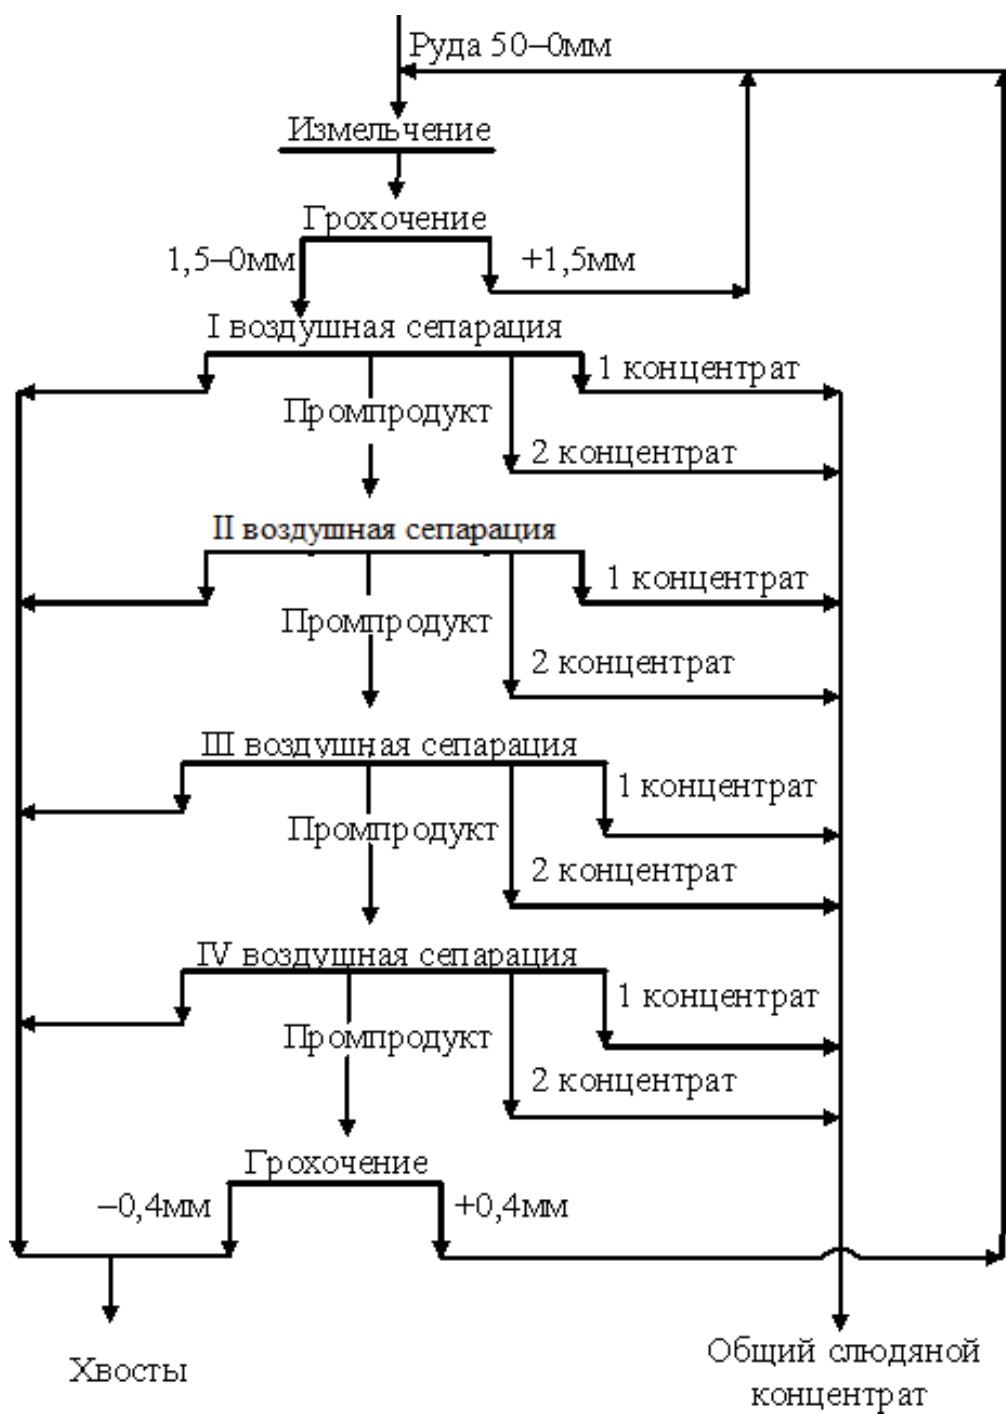 Руда 50–0мм
Измельчение
Грохочение
1,5–0мм
+1,5мм
I воздушная сепарация
1 концентрат
Промпродукт
2 концентрат
II воздушная сепарация
1 концентрат
Промпродукт
2 концентрат
III воздушная сепарация
1 концентрат
Промпродукт
2 концентрат
IV воздушная сепарация
1 концентрат
Промпродукт
2 концентрат
Грохочение
–0,4мм
+0,4мм
Хвосты
Общий слюдяной
концентрат